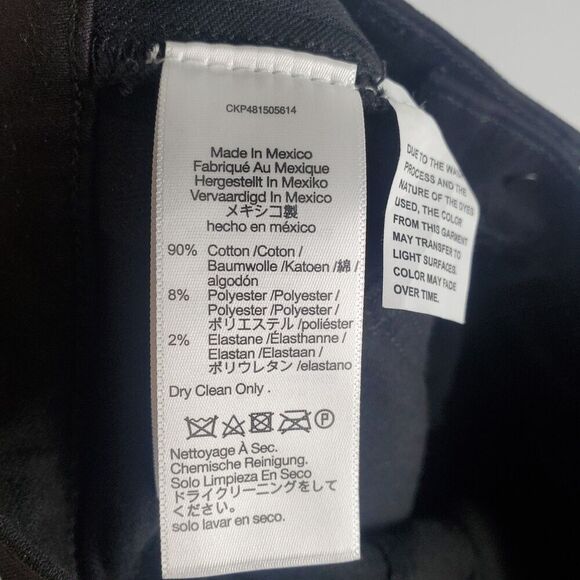 CKP481505614
Made In Mexico
Fabriqué Au Mexique
Hergestellt In Mexiko
Vervaardigd In Mexico
メキシコ製
hecho en méxico
90% Cotton /Coton/
Baumwolle /Katoen /綿 /
algodón
8% Polyester /Polyester /
Polyester /Polyester /
ポリエステル /poliéster
2% Elastane /Élasthanne /
Elastan /Elastaan /
ポリウレタン /elastano
Dry Clean Only .
P
Nettoyage À Sec.
Chemische Reinigung.
Solo Limpieza En Seco
ドライクリーニングをして
ください。
solo lavar en seco.
DUE TO THE WASH
PROCESS AND THE
NATURE OF THE DYES
USED, THE COLOR
FROM THIS GARMENT
MAY TRANSFER TO
LIGHT SURFACES.
COLOR MAY FADE
OVER TIME.